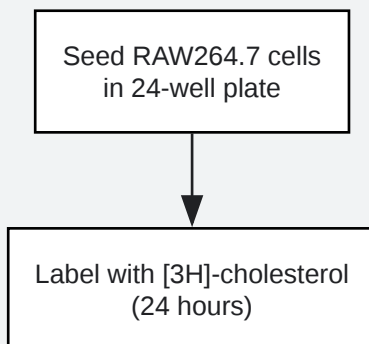 Seed RAW264.7 cells
in 24-well plate
Label with [3H]-cholesterol
(24 hours)